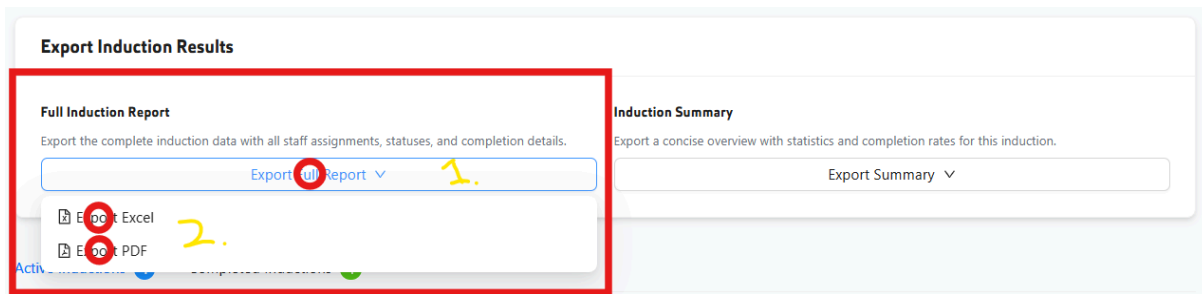 Export Induction Results
Full Induction Report
Export the complete induction data with all staff assignments, statuses, and completion details.
Export Full Report
1.
Export Excel
Export PDF
2.
Induction Summary
Export a concise overview with statistics and completion rates for this induction.
Export Summary
Active Inductions
Completed Inductions